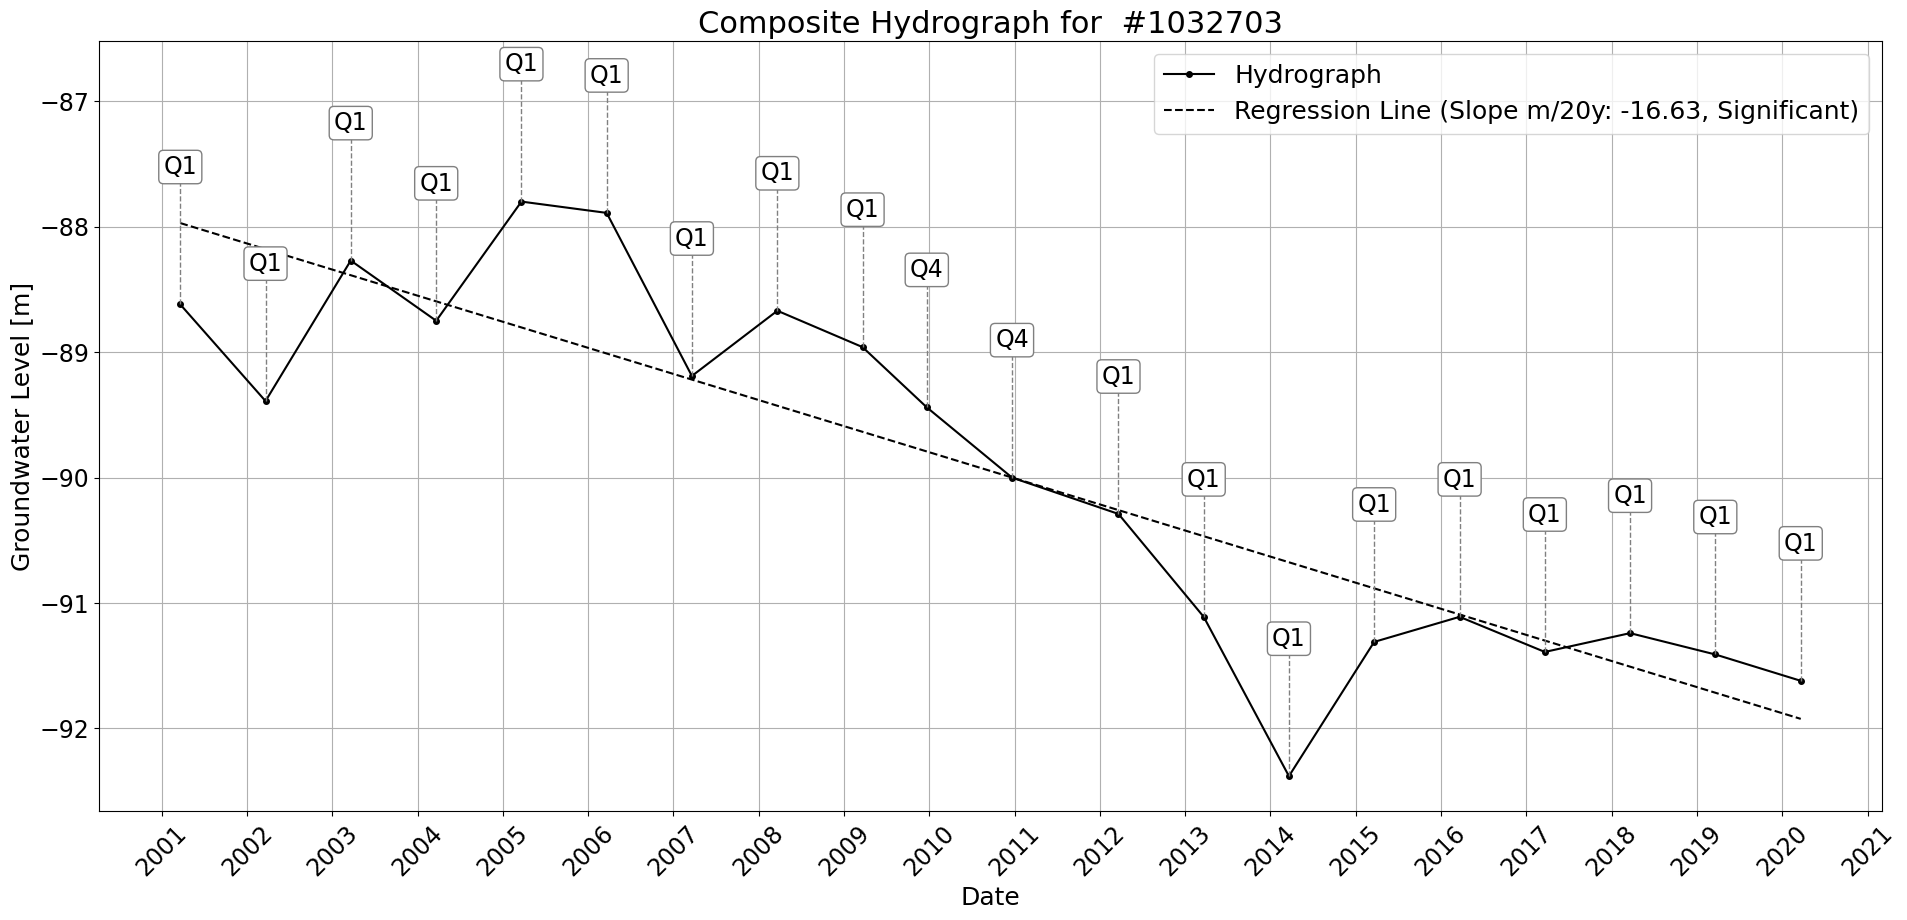 Composite Hydrograph for  #1032703
Hydrograph
Regression Line (Slope m/20y: -16.63, Significant)
Groundwater Level [m]
−87
−88
−89
−90
−91
−92
Q1
Q1
Q1
Q1
Q1
Q1
Q1
Q1
Q1
Q4
Q4
Q1
Q1
Q1
Q1
Q1
Q1
Q1
Q1
Q1
2001
2002
2003
2004
2005
2006
2007
2008
2009
2010
2011
2012
2013
2014
2015
2016
2017
2018
2019
2020
2021
Date